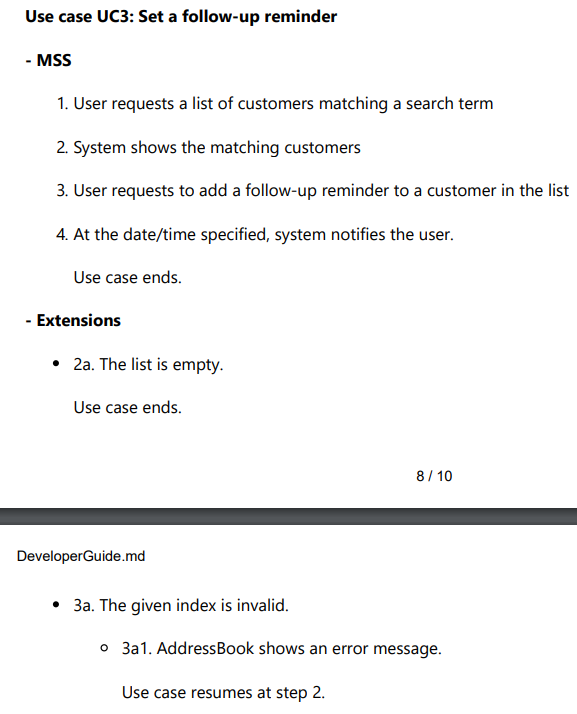 Use case UC3: Set a follow-up reminder
- MSS
1. User requests a list of customers matching a search term
2. System shows the matching customers
3. User requests to add a follow-up reminder to a customer in the list
4. At the date/time specified, system notifies the user.
Use case ends.
- Extensions
• 2a. The list is empty.
Use case ends.
8 / 10
DeveloperGuide.md
• 3a. The given index is invalid.
○ 3a1. AddressBook shows an error message.
Use case resumes at step 2.